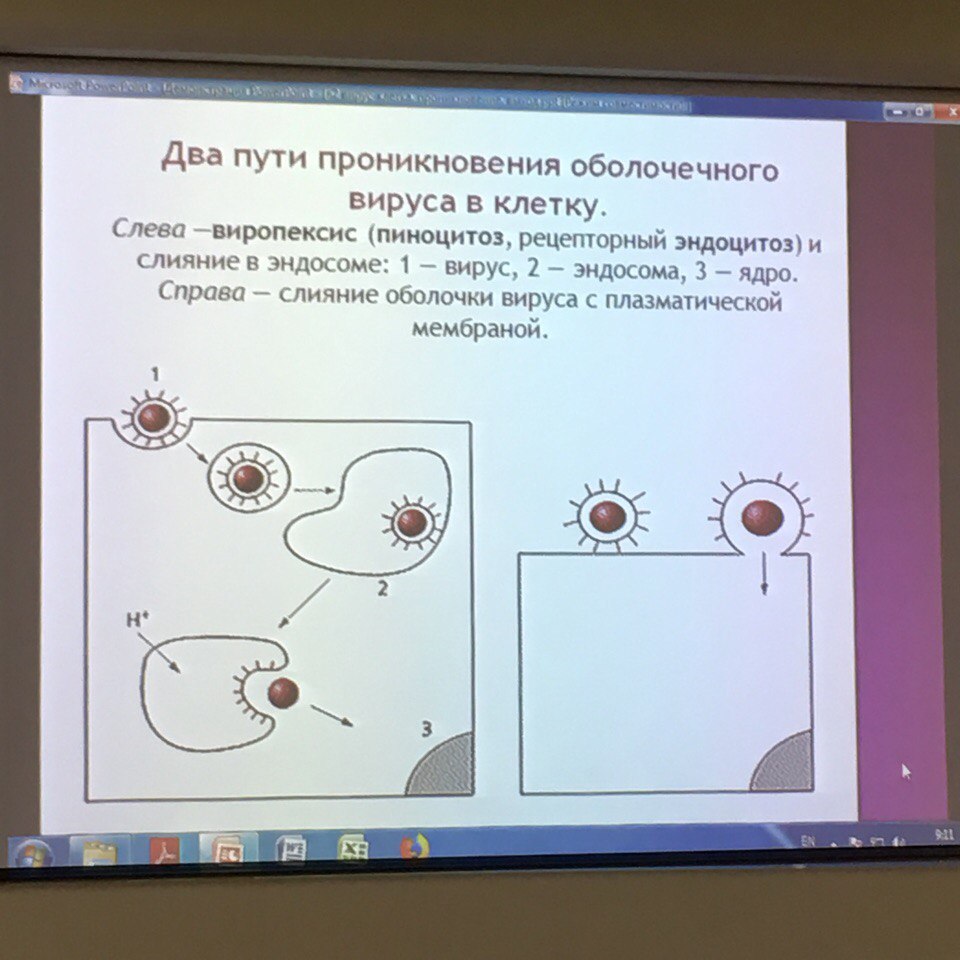 Microsoft PowerPoint
Два пути проникновения оболочечного
вируса в клетку.
Слева —виропексис (пиноцитоз, рецепторный эндоцитоз) и
слияние в эндосоме: 1 — вирус, 2 — эндосома, 3 — ядро.
Справа — слияние оболочки вируса с плазматической
мембраной.
1
2
H⁺
3
EN
9:11